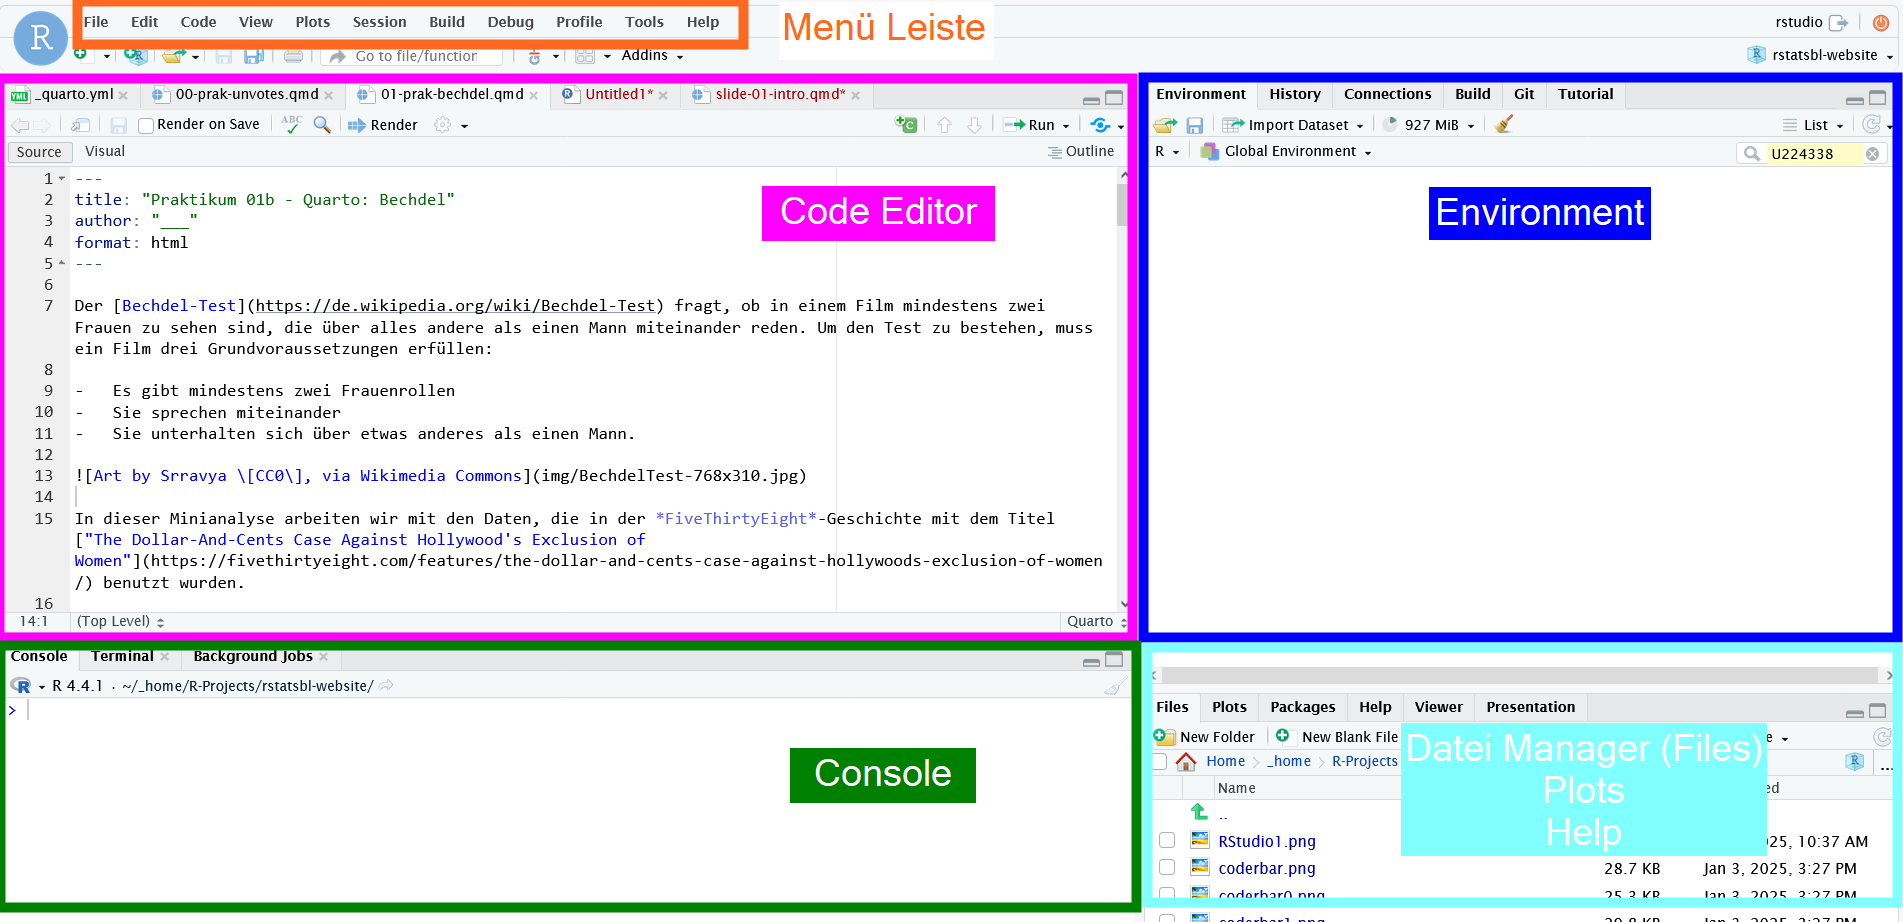 File Edit Code View Plots Session Build Debug Profile Tools Help
Menü Leiste
rstudio
R
Go to file/function
Addins
rstatsbl-website
_quarto.yml
00-prak-unvotes.qmd
01-prak-bechdel.qmd
Untitled1*
slide-01-intro.qmd*
Render on Save
ABC
Render
Run
Source Visual
Outline
1 ---
2 title: "Praktikum 01b - Quarto: Bechdel"
3 author: "___"
4 format: html
5 ---
6
7 Der [Bechdel-Test](https://de.wikipedia.org/wiki/Bechdel-Test) fragt, ob in einem Film mindestens zwei
Frauen zu sehen sind, die über alles andere als einen Mann miteinander reden. Um den Test zu bestehen, muss
ein Film drei Grundvoraussetzungen erfüllen:
8
9 - Es gibt mindestens zwei Frauenrollen
10 - Sie sprechen miteinander
11 - Sie unterhalten sich über etwas anderes als einen Mann.
12
13 ![Art by Srravya \[CC0\], via Wikimedia Commons](img/BechdelTest-768x310.jpg)
14
15 In dieser Minianalyse arbeiten wir mit den Daten, die in der *FiveThirtyEight*-Geschichte mit dem Titel
["The Dollar-And-Cents Case Against Hollywood's Exclusion of
Women"](https://fivethirtyeight.com/features/the-dollar-and-cents-case-against-hollywoods-exclusion-of-women
/) benutzt wurden.
16
14:1 (Top Level)
Quarto
Code Editor
Environment History Connections Build Git Tutorial
Import Dataset
927 MiB
List
R
Global Environment
U224338
Environment
Console Terminal Background Jobs
R 4.4.1 · ~/_home/R-Projects/rstatsbl-website/
>
Console
Files Plots Packages Help Viewer Presentation
New Folder New Blank File
Home _home R-Projects
...
Name
Datei Manager (Files)
Plots
Help
..
RStudio1.png 25, 10:37 AM
coderbar.png 28.7 KB Jan 3, 2025, 3:27 PM
coderbar0.png 25.3 KB Jan 3, 2025, 3:27 PM
coderbar1.png 29.8 KB Jan 3, 2025, 3:27 PM